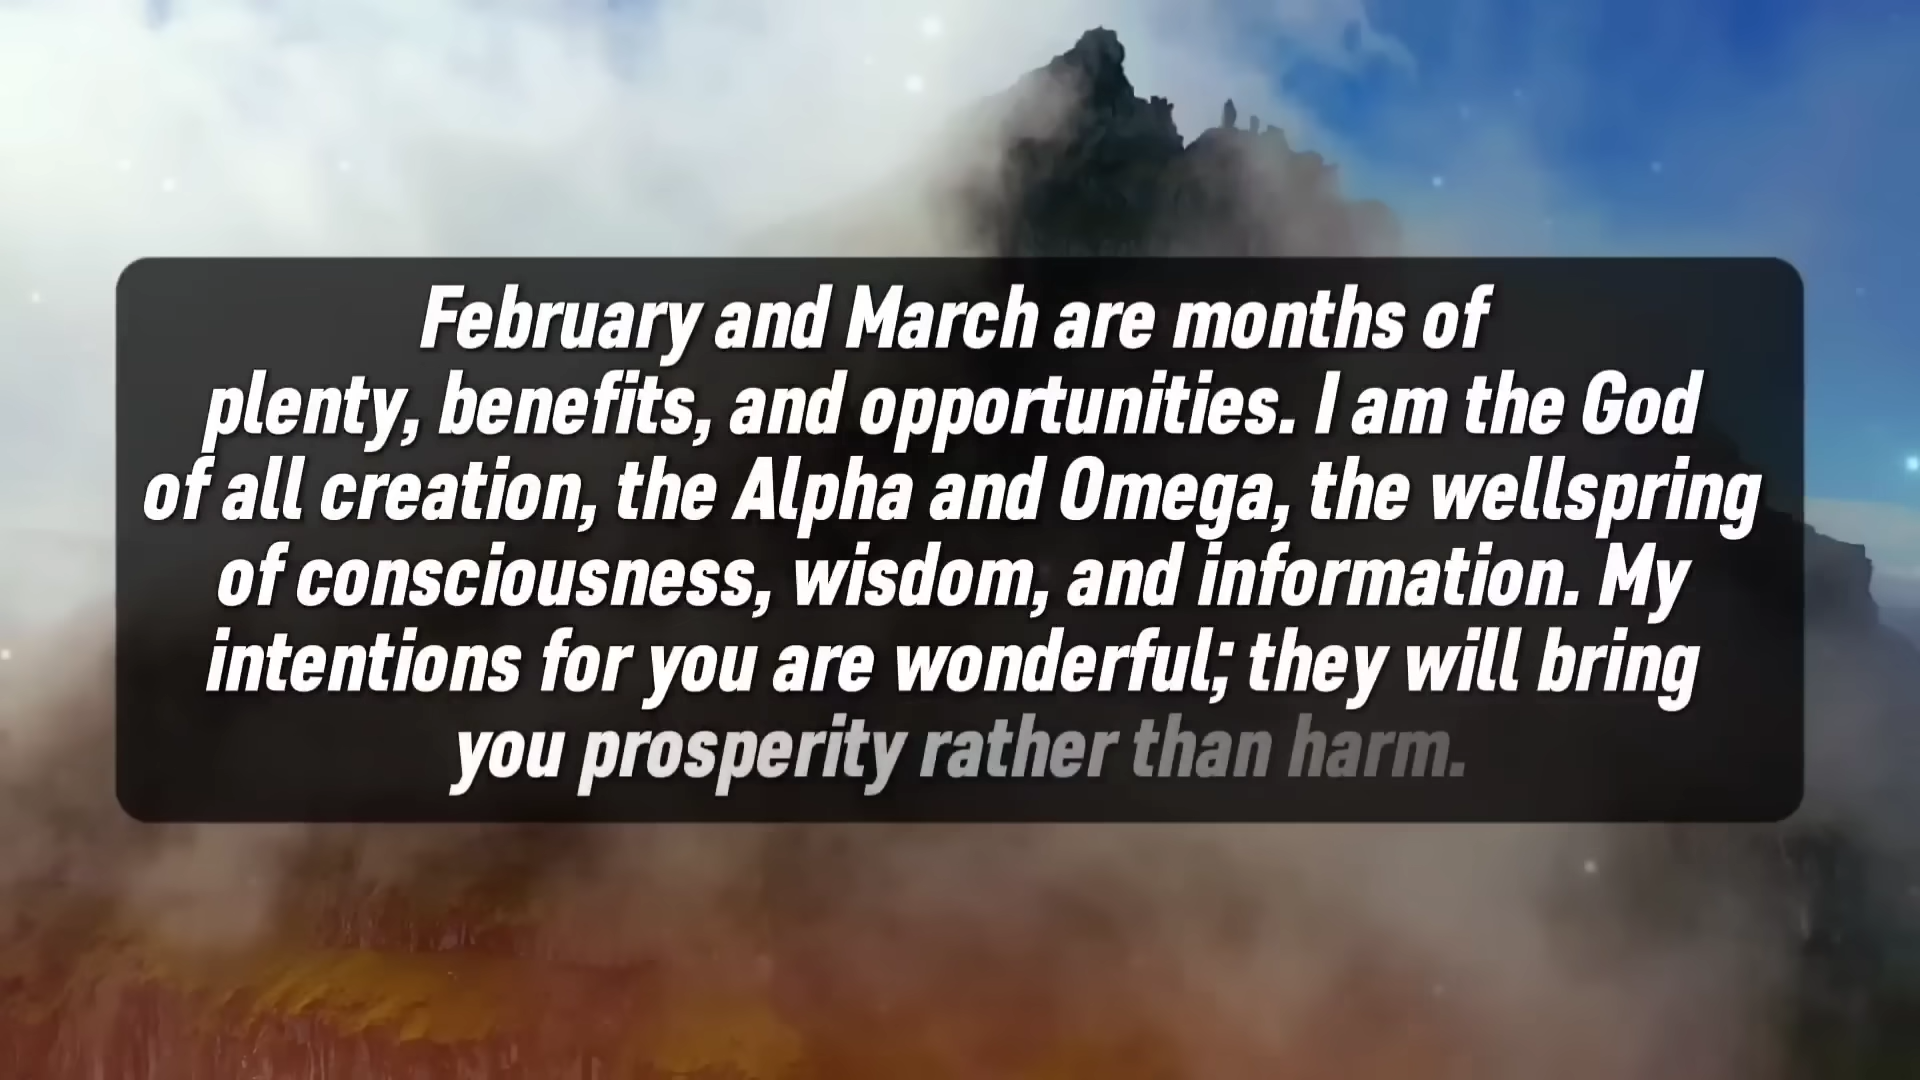 February and March are months of
plenty, benefits, and opportunities. I am the God
of all creation, the Alpha and Omega, the wellspring
of consciousness, wisdom, and information. My
intentions for you are wonderful; they will bring
you prosperity rather than harm.